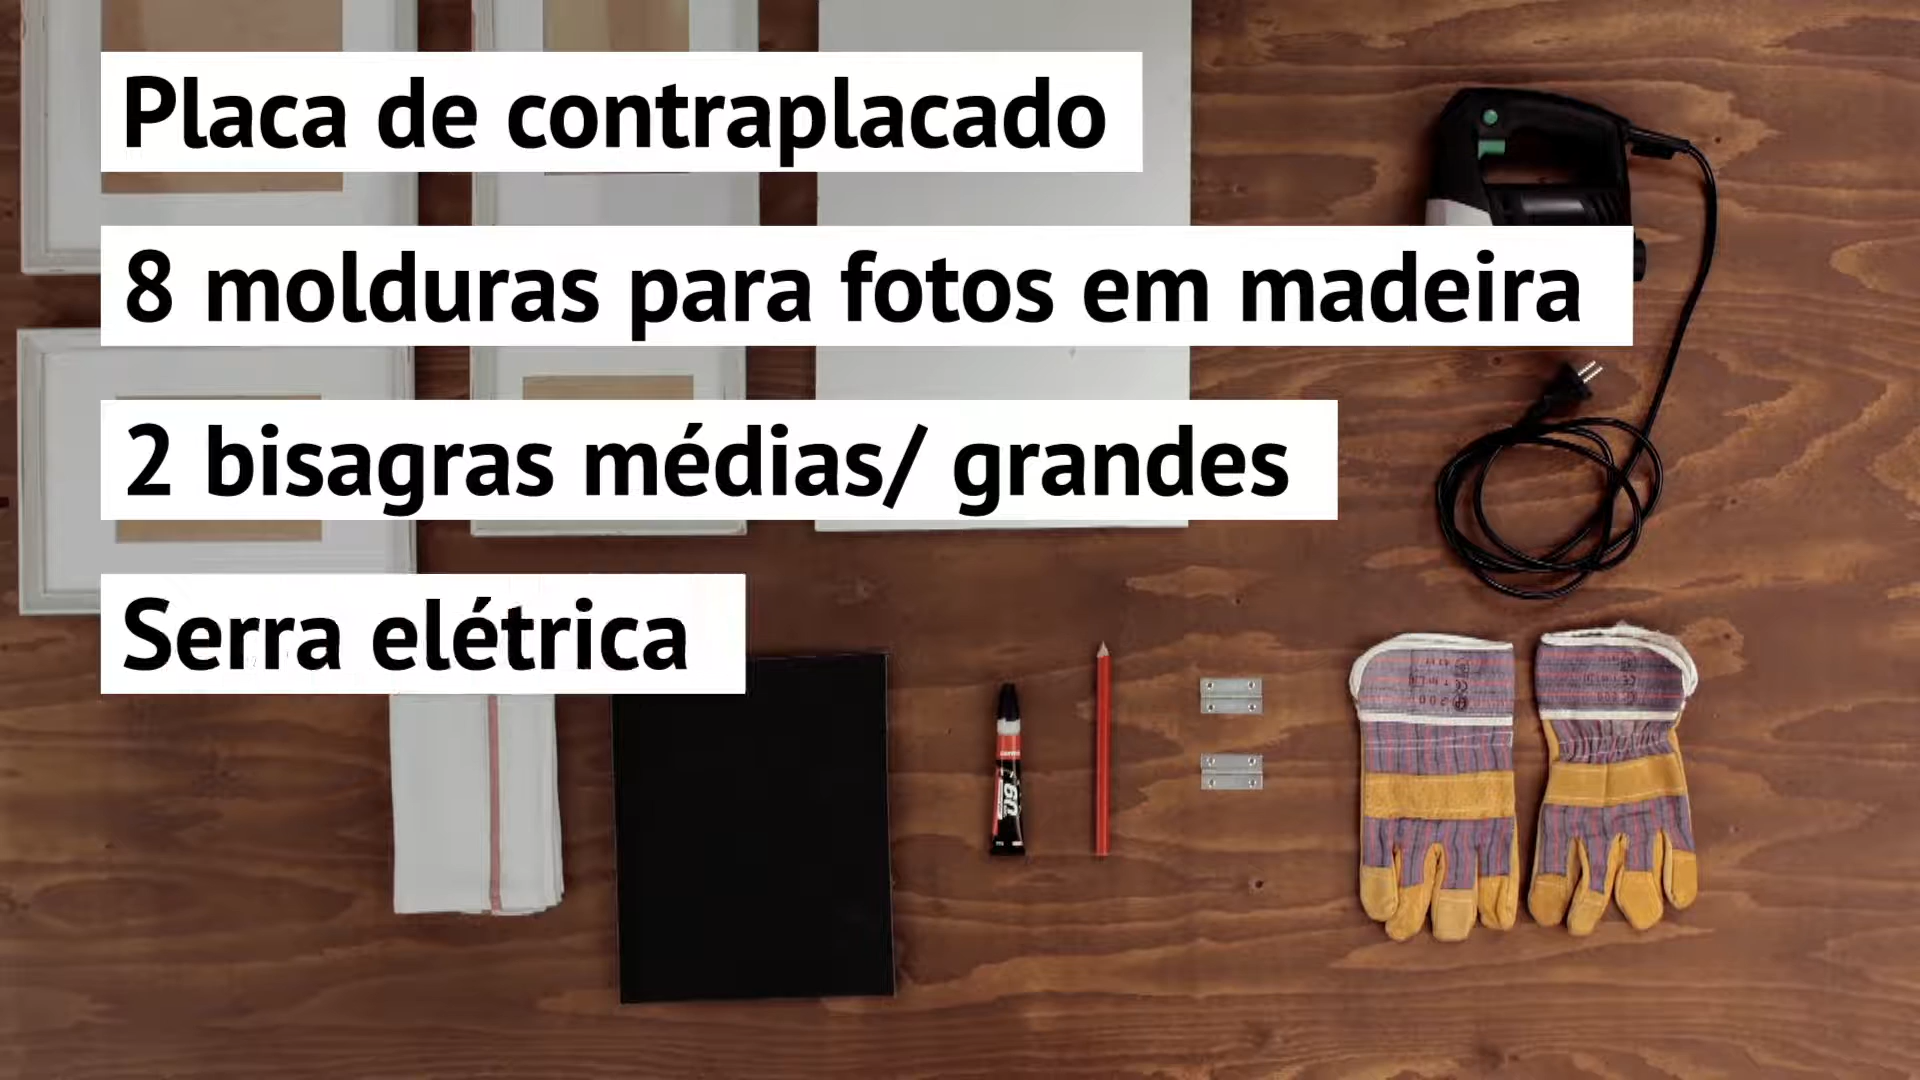 Placa de contraplacado
8 molduras para fotos em madeira
2 bisagras médias/ grandes
Serra elétrica